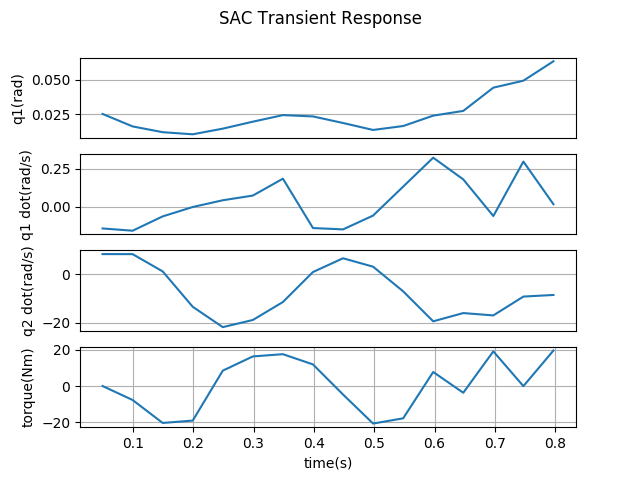 SAC Transient Response
q1(rad)
0.050
0.025
q1 dot(rad/s)
0.25
0.00
q2 dot(rad/s)
0
−20
torque(Nm)
20
0
−20
0.1 0.2 0.3 0.4 0.5 0.6 0.7 0.8
time(s)